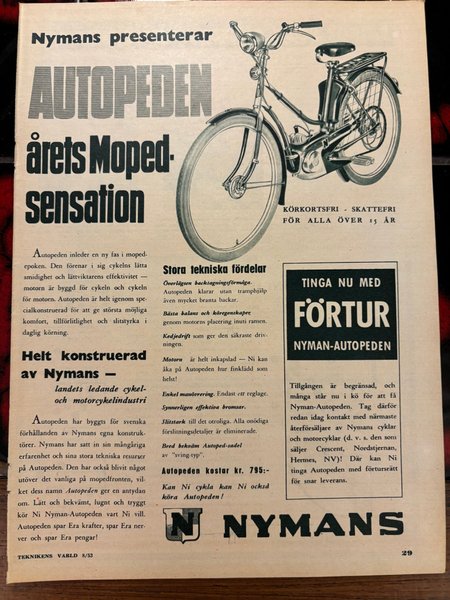 Nymans presenterar
AUTOPEDEN
årets Moped-
sensation
KÖRKORTSFRI - SKATTEFRI
FÖR ALLA ÖVER 15 ÅR
Autopeden inleder en ny fas i moped-
epoken. Den förenar i sig cykelns lätta
smidighet och lättviktarens effektivitet —
motorn är byggd för cykeln och cykeln
för motorn. Autopeden är helt igenom spe-
cialkonstruerad för att ge största möjliga
komfort, tillförlitlighet och slitstyrka i
daglig körning.
Helt konstruerad
av Nymans —
landets ledande cykel-
och motorcykelindustri
Autopeden har byggts för svenska
förhållanden av Nymans egna konstruk-
törer. Nymans har satt in sin mångåriga
erfarenhet och sina stora tekniska resurser
på Autopeden. Den har också blivit något
utöver det vanliga på mopedfronten, vil-
ket dess namn Autopeden ger en antydan
om. Lätt och bekvämt, lugnt och tryggt
kör Ni Nyman-Autopeden vart Ni vill.
Autopeden spar Era krafter, spar Era ner-
ver och spar Era pengar!
Stora tekniska fördelar
Överlägsen backtagningsförmåga.
Autopeden klarar utan tramphjälp
även mycket branta backar.
Bästa balans och köregenskaper
genom motorns placering inuti ramen.
Kedjedrift som ger den säkraste driv-
ningen.
Motorn är helt inkapslad — Ni kan
åka på Autopeden hur finklädd som
helst!
Enkel manövrering. Endast ett reglage.
Synnerligen effektiva bromsar.
Slitstark till det otroliga. Alla onödiga
förslitningsdetaljer är eliminerade.
Bred bekväm Autoped-sadel
av "sving-typ".
Autopeden kostar kr. 795:-
Kan Ni cykla kan Ni också
köra Autopeden!
TINGA NU MED
FÖRTUR
NYMAN-AUTOPEDEN
Tillgången är begränsad, och
många står nu i kö för att få
Nyman-Autopeden. Tag därför
redan idag kontakt med närmaste
återförsäljare av Nymans cyklar
och motorcyklar (d. v. s. den som
säljer Crescent, Nordstjernan,
Hermes, NV)! Där kan Ni
tinga Autopeden med förtursrätt
för snar leverans.
N NYMANS
TEKNIKENS VÄRLD 8/52
29